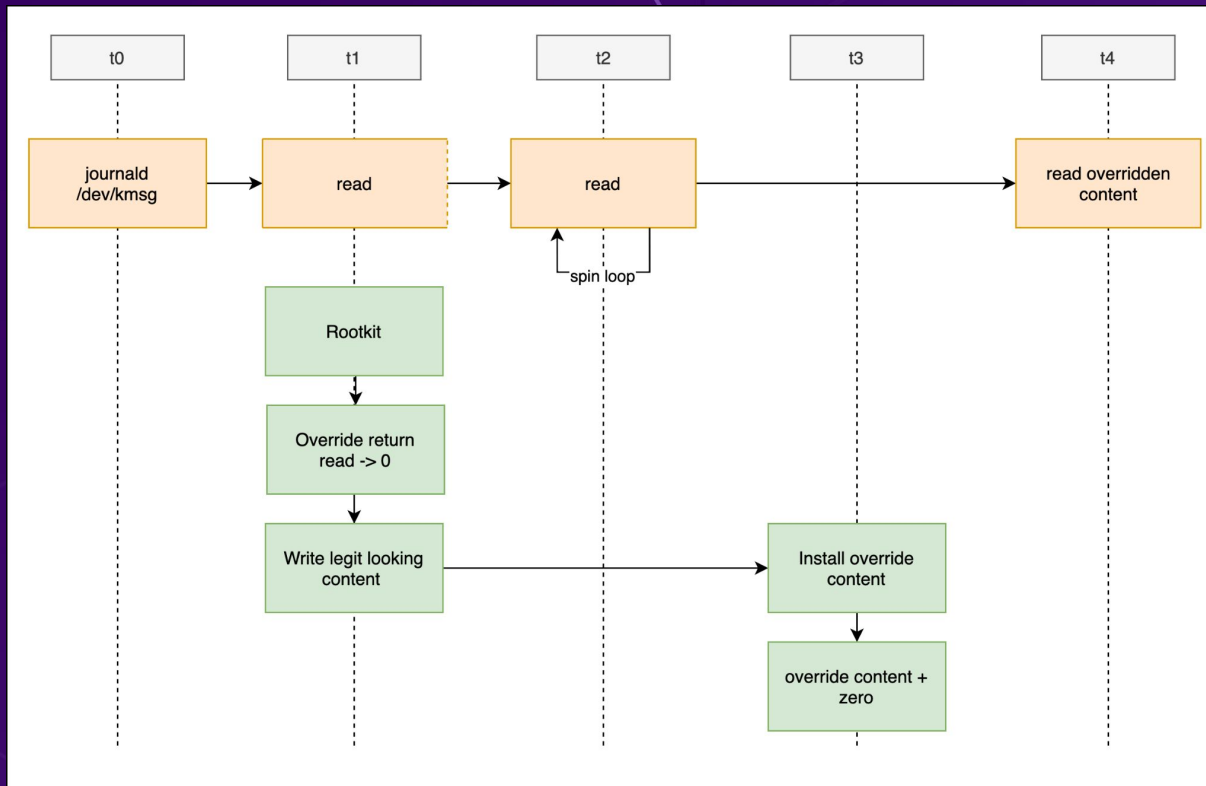 t0
t1
t2
t3
t4
journald
/dev/kmsg
read
read
read overridden
content
spin loop
Rootkit
Override return
read -> 0
Write legit looking
content
Install override
content
override content +
zero